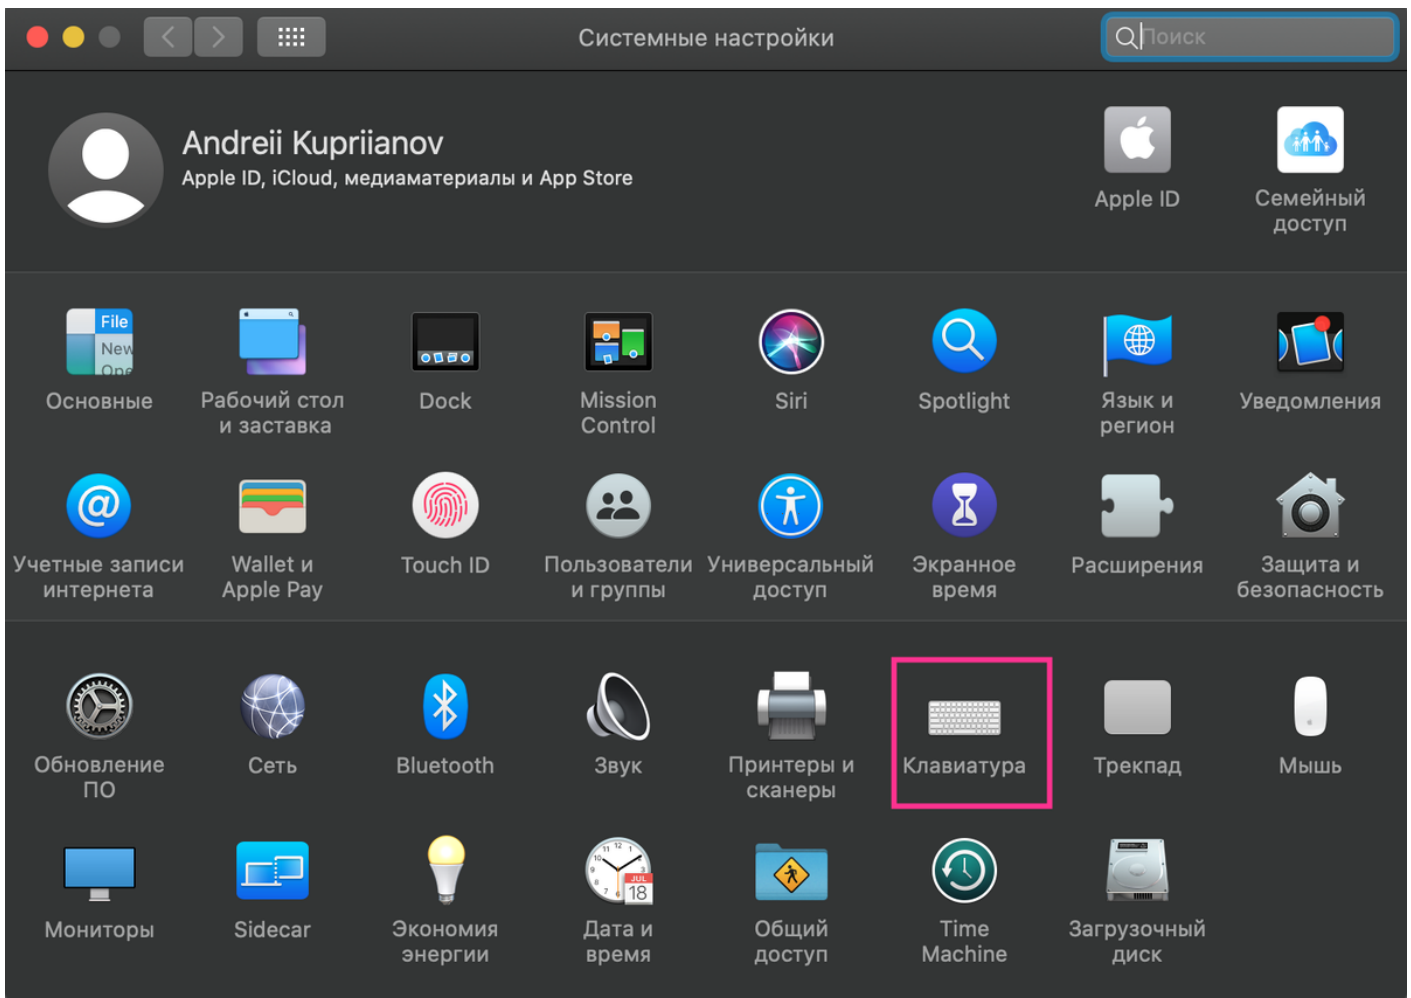 Системные настройки
Поиск
Andreii Kupriianov
Apple ID, iCloud, медиаматериалы и App Store
Apple ID
Семейный
доступ
File
New
Ope
Основные
Рабочий стол
и заставка
Dock
Mission
Control
Siri
Spotlight
Язык и
регион
Уведомления
@
Учетные записи
интернета
Wallet и
Apple Pay
Touch ID
Пользователи
и группы
Универсальный
доступ
Экранное
время
Расширения
Защита и
безопасность
Обновление
ПО
Сеть
Bluetooth
Звук
Принтеры и
сканеры
Клавиатура
Трекпад
Мышь
Мониторы
Sidecar
Экономия
энергии
JUL
18
Дата и
время
Общий
доступ
Time
Machine
Загрузочный
диск